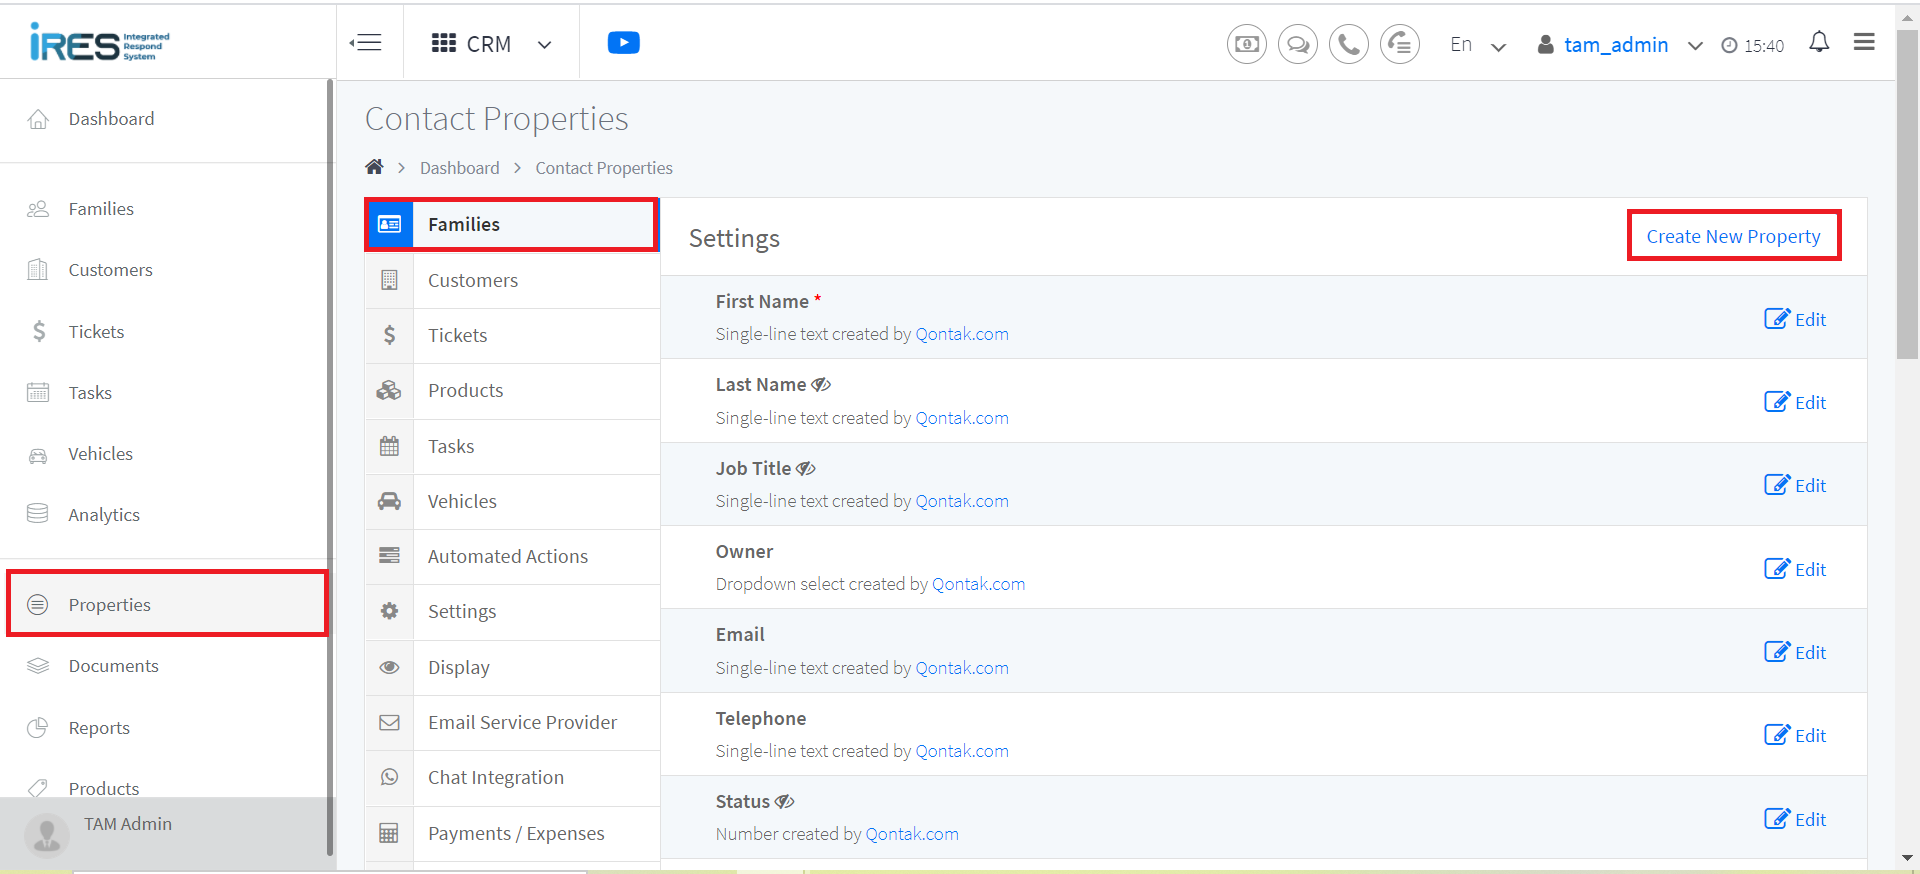 iRES Integrated Respond System
CRM
En
tam_admin
15:40
Dashboard
Families
Customers
Tickets
Tasks
Vehicles
Analytics
Properties
Documents
Reports
Products
TAM Admin
Contact Properties
Dashboard > Contact Properties
Families
Customers
Tickets
Products
Tasks
Vehicles
Automated Actions
Settings
Display
Email Service Provider
Chat Integration
Payments / Expenses
Settings
Create New Property
First Name *
Single-line text created by Qontak.com
Edit
Last Name
Single-line text created by Qontak.com
Edit
Job Title
Single-line text created by Qontak.com
Edit
Owner
Dropdown select created by Qontak.com
Edit
Email
Single-line text created by Qontak.com
Edit
Telephone
Single-line text created by Qontak.com
Edit
Status
Number created by Qontak.com
Edit